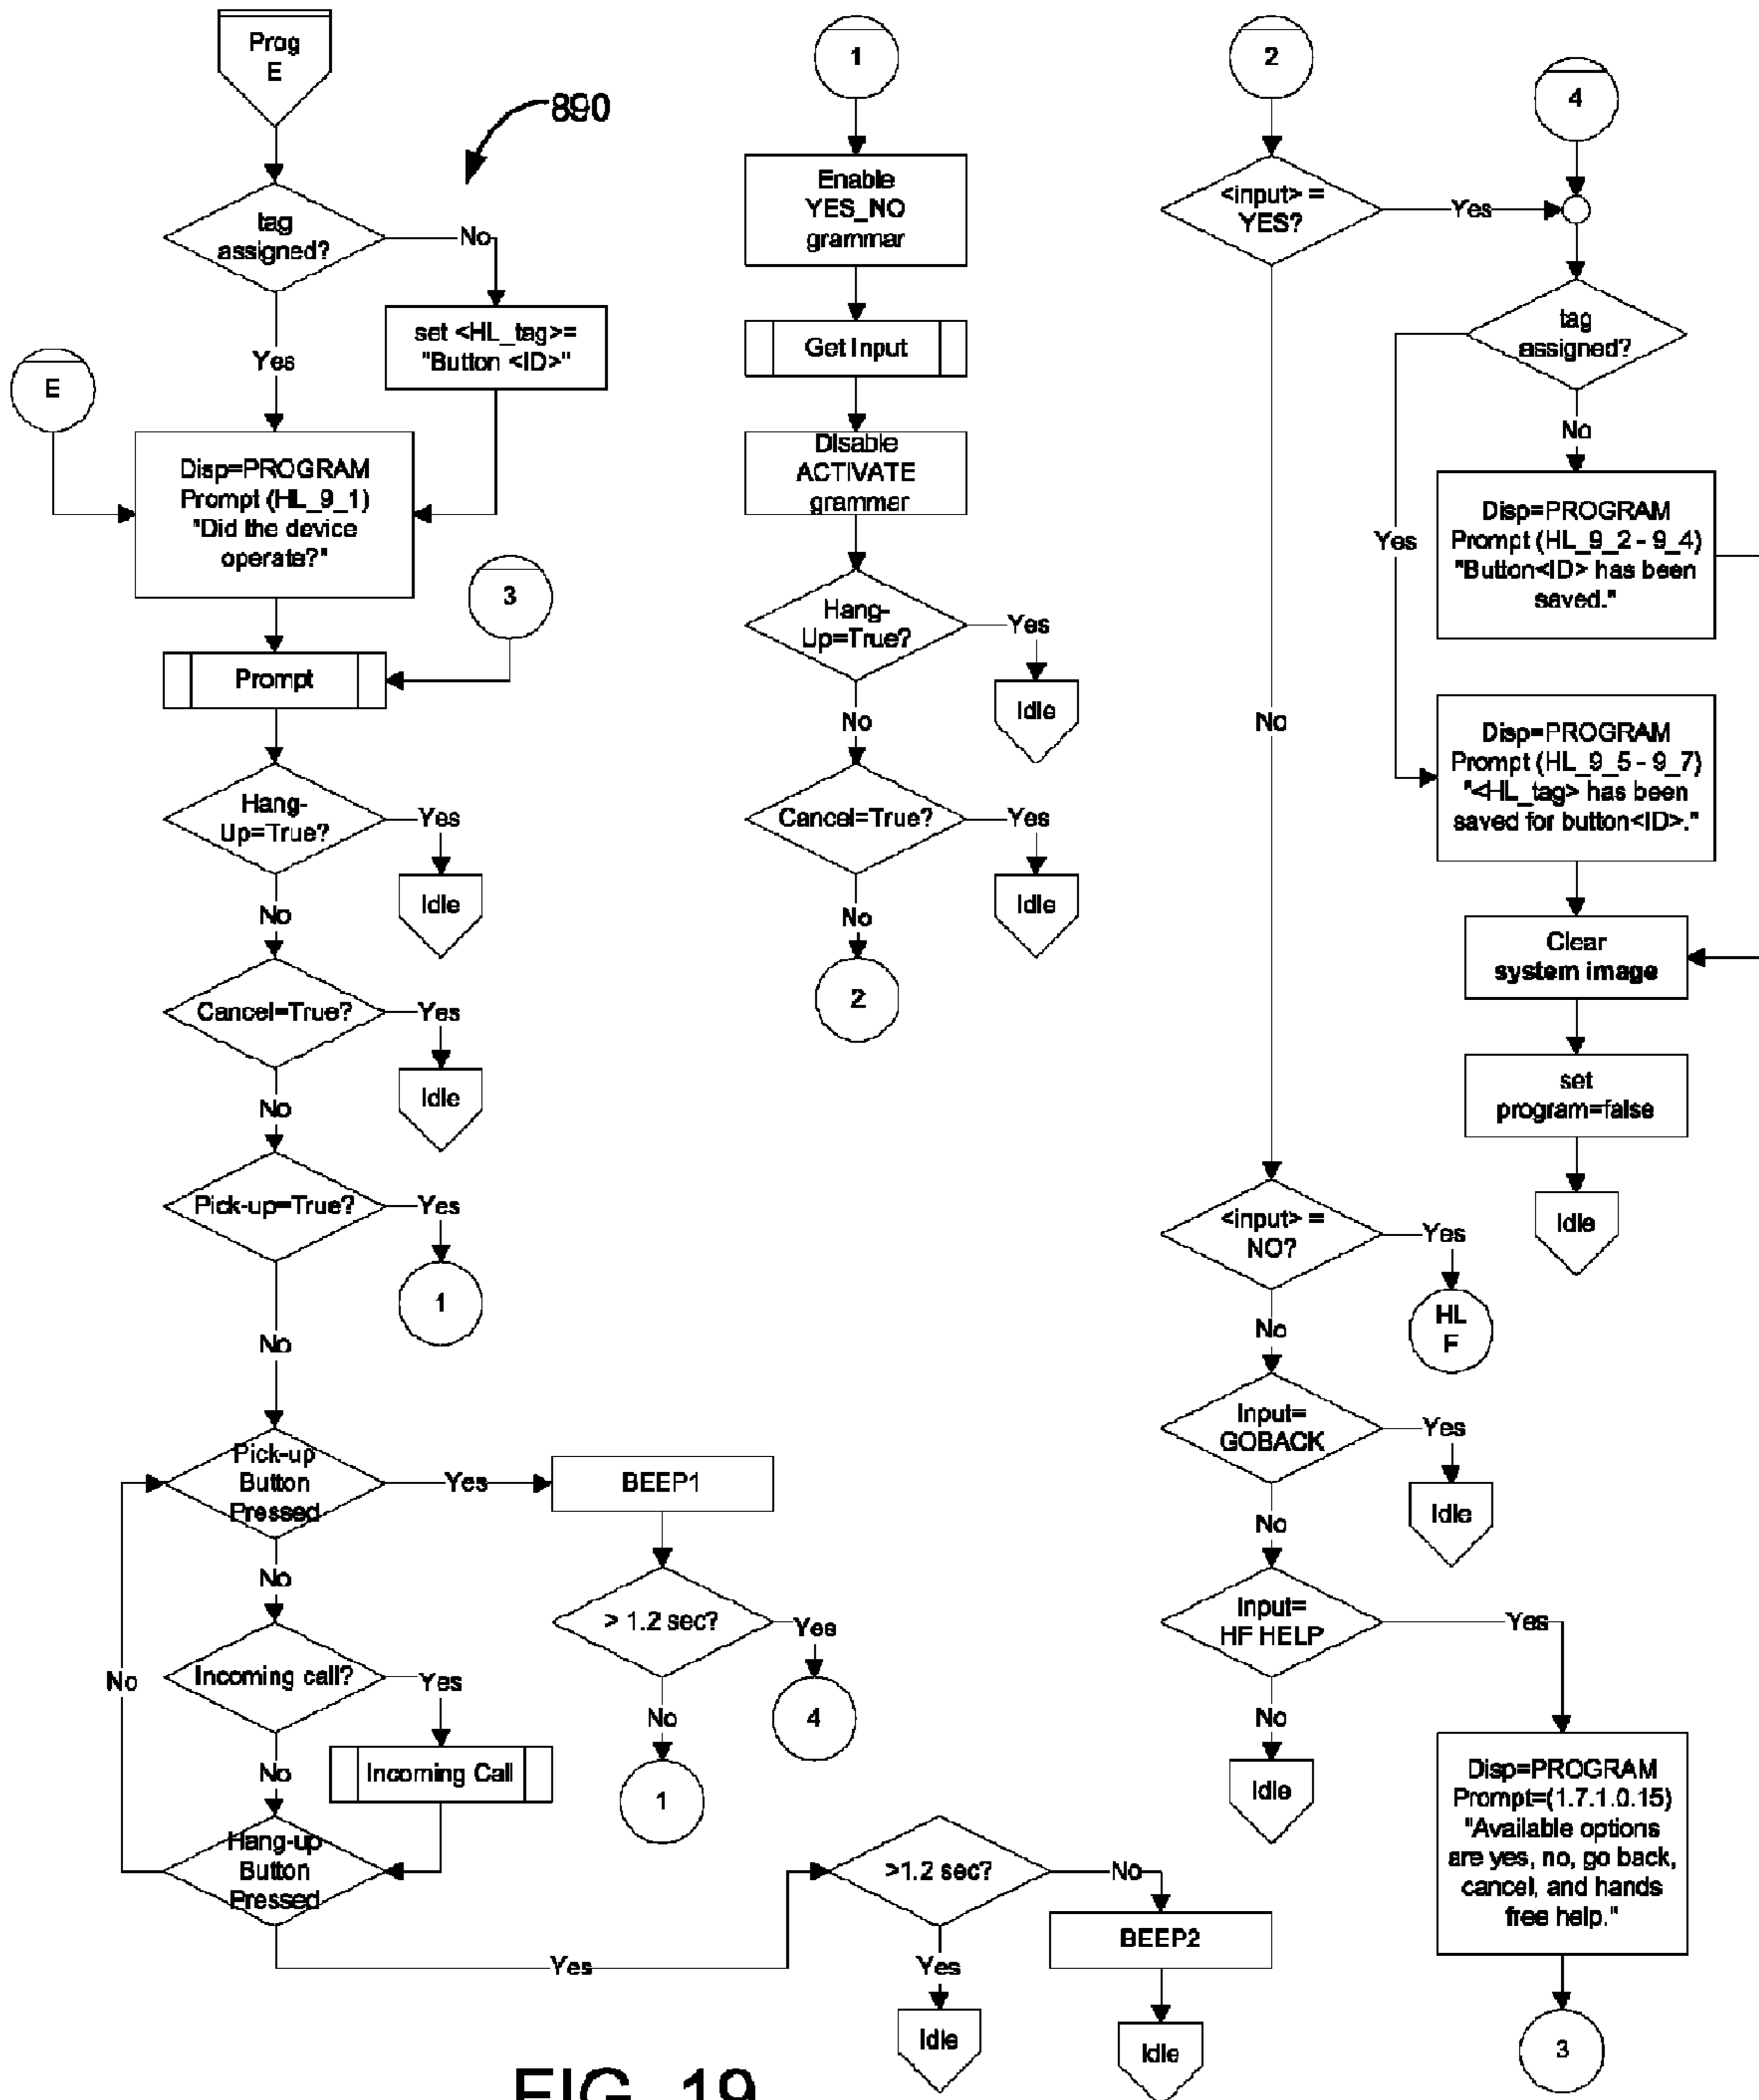 Prog
E
890
tag
assigned?
No
set <HL_tag>=
"Button <ID>"
Yes
E
Disp=PROGRAM
Prompt (HL_9_1)
"Did the device
operate?"
3
Prompt
Hang-
Up=True?
Yes
Idle
No
Cancel=True?
Yes
Idle
No
Pick-up=True?
Yes
1
No
Pick-up
Button
Pressed
Yes
BEEP1
No
> 1.2 sec?
Yes
4
No
1
Incoming call?
Yes
No
Incoming Call
No
Hang-up
Button
Pressed
Yes
>1.2 sec?
No
BEEP2
Yes
Idle
Idle
1
Enable
YES_NO
grammar
Get Input
Disable
ACTIVATE
grammar
Hang-
Up=True?
Yes
Idle
No
Cancel=True?
Yes
Idle
No
2
2
<input> =
YES?
Yes
4
tag
assigned?
No
Yes
Disp=PROGRAM
Prompt (HL_9_2 - 9_4)
"Button<ID> has been
saved."
Disp=PROGRAM
Prompt (HL_9_5 - 9_7)
"<HL_tag> has been
saved for button<ID>."
Clear
system image
set
program=false
Idle
No
<input> =
NO?
Yes
HL
F
No
Input=
GOBACK
Yes
Idle
No
Input=
HF HELP
Yes
No
Idle
Disp=PROGRAM
Prompt=(1.7.1.0.15)
"Available options
are yes, no, go back,
cancel, and hands
free help."
3
FIG. 19